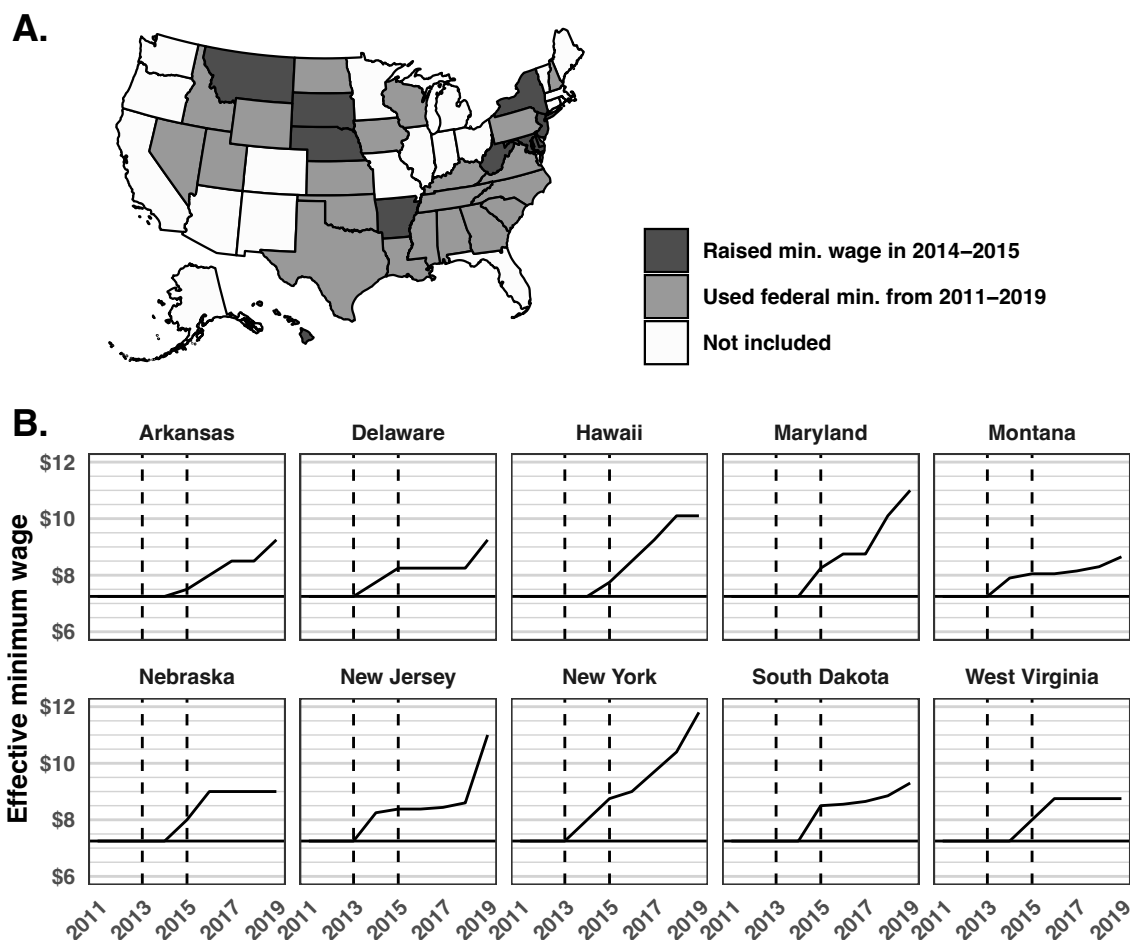 A.
Raised min. wage in 2014–2015
Used federal min. from 2011–2019
Not included
B.
Effective minimum wage
Arkansas Delaware Hawaii Maryland Montana
$12
$10
$8
$6
Nebraska New Jersey New York South Dakota West Virginia
$12
$10
$8
$6
2011 2013 2015 2017 2019 2011 2013 2015 2017 2019 2011 2013 2015 2017 2019 2011 2013 2015 2017 2019 2011 2013 2015 2017 2019